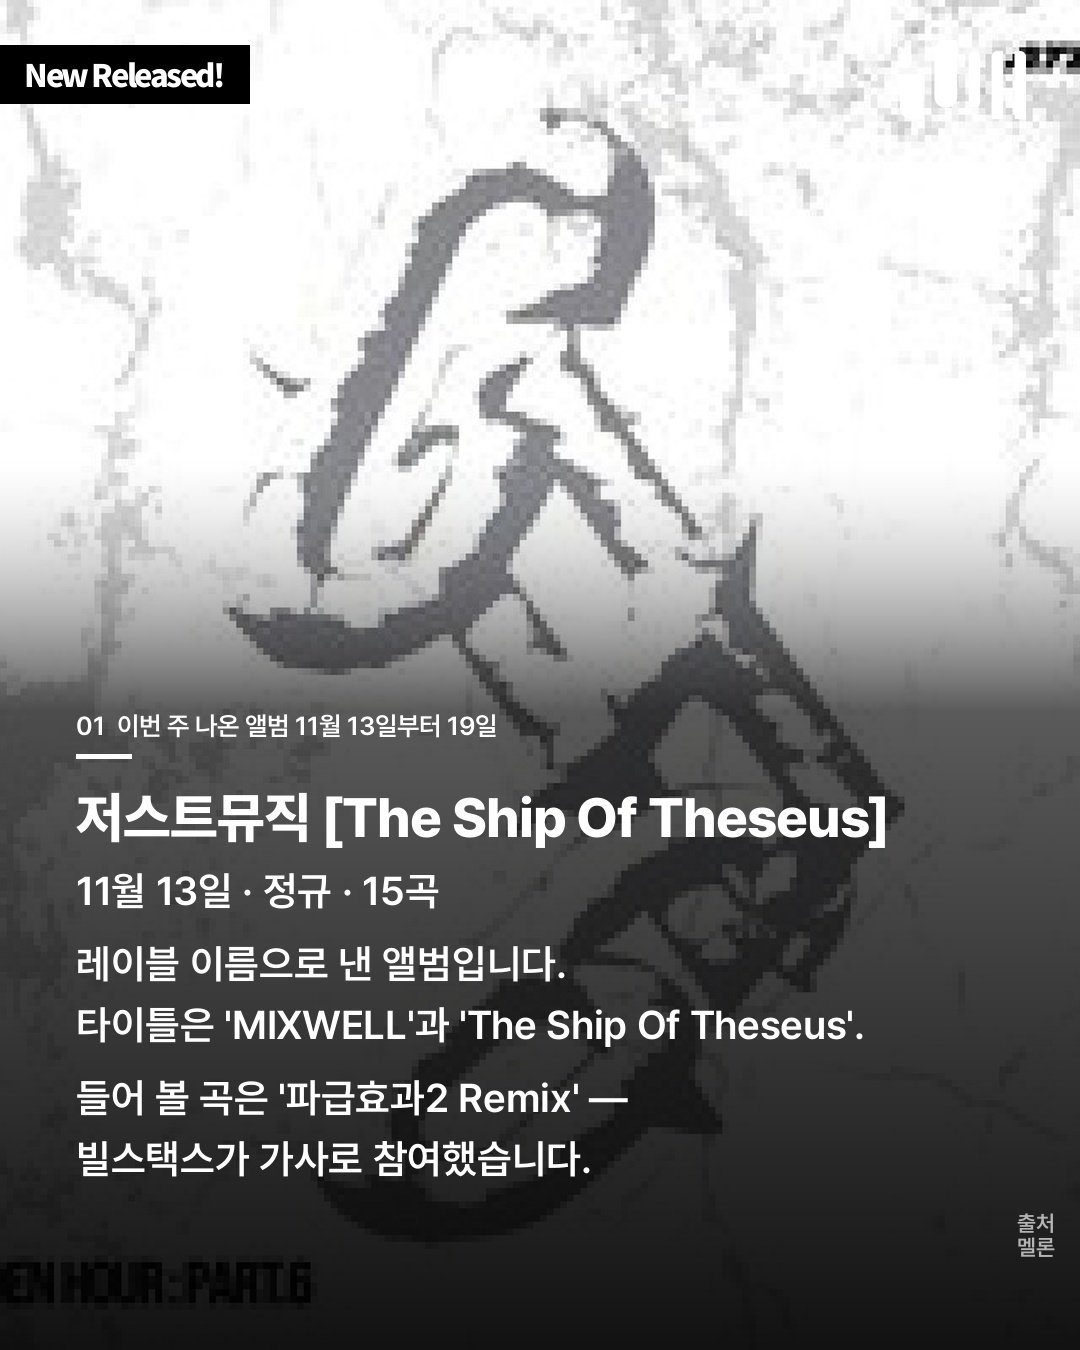 New Released!
01 이번 주 나온 앨범 11월 13일부터 19일
저스트뮤직 [The Ship Of Theseus]
11월 13일 · 정규 · 15곡
레이블 이름으로 낸 앨범입니다.
타이틀은 'MIXWELL'과 'The Ship Of Theseus'.
들어 볼 곡은 '파급효과2 Remix' —
빌스택스가 가사로 참여했습니다.
출처
멜론
HOUR : PART.6